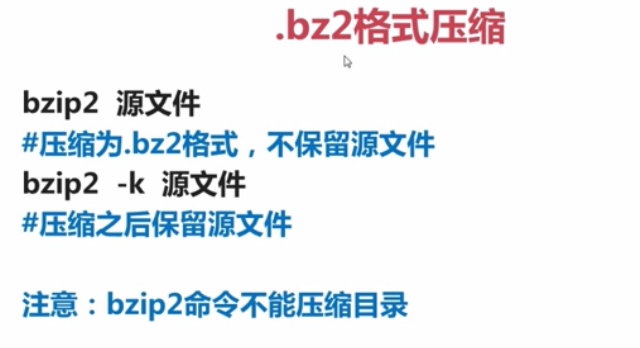 .bz2格式压缩
bzip2 源文件
#压缩为.bz2格式，不保留源文件
bzip2 -k 源文件
#压缩之后保留源文件
注意：bzip2命令不能压缩目录